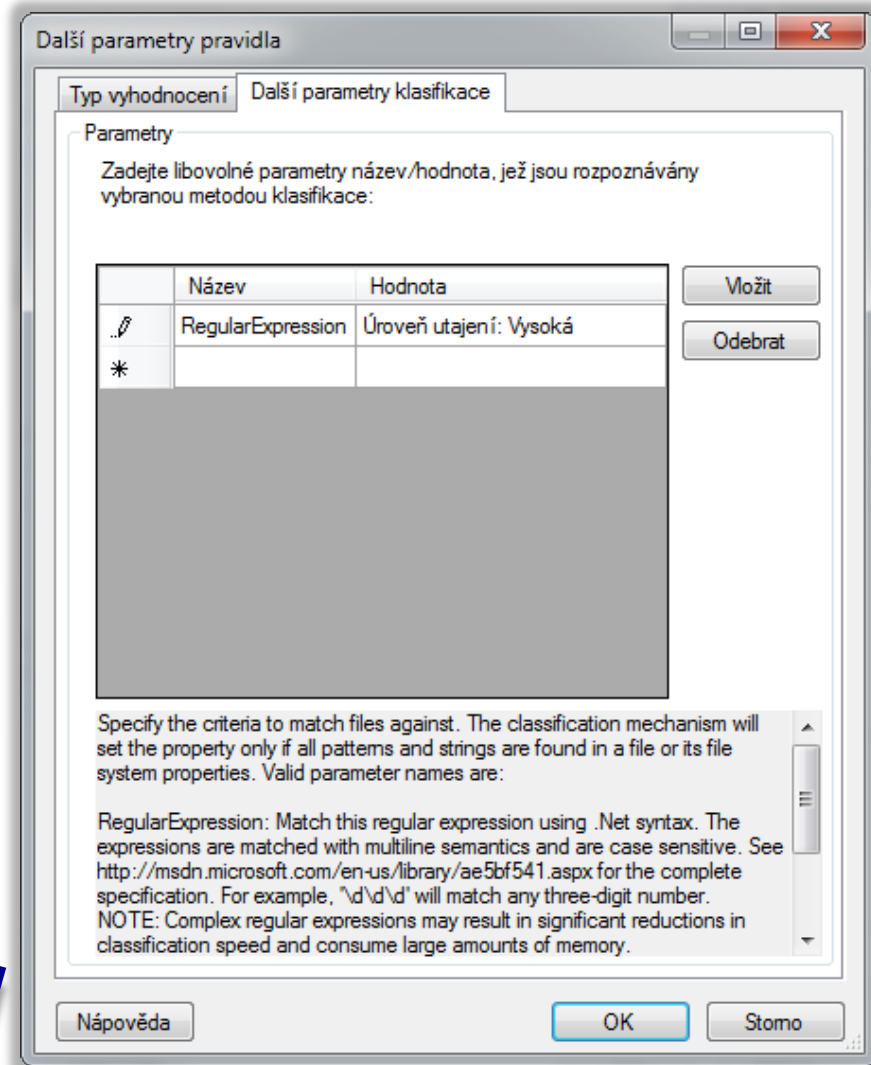 Další parametry pravidla
Typ vyhodnocení Další parametry klasifikace
Parametry
Zadejte libovolné parametry název/hodnota, jež jsou rozpoznávány
vybranou metodou klasifikace:
Název Hodnota Vložit
RegularExpression Úroveň utajení: Vysoká
Odebrat
Specify the criteria to match files against. The classification mechanism will
set the property only if all patterns and strings are found in a file or its file
system properties. Valid parameter names are:
RegularExpression: Match this regular expression using .Net syntax. The
expressions are matched with multiline semantics and are case sensitive. See
http://msdn.microsoft.com/en-us/library/ae5bf541.aspx for the complete
specification. For example, '\d\d\d' will match any three-digit number.
NOTE: Complex regular expressions may result in significant reductions in
classification speed and consume large amounts of memory.
Nápověda OK Storno